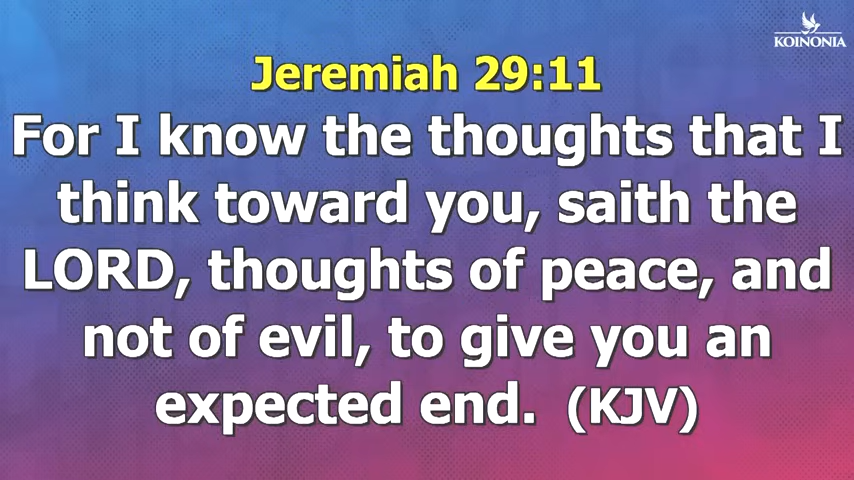 KOINONIA
Jeremiah 29:11
For I know the thoughts that I
think toward you, saith the
LORD, thoughts of peace, and
not of evil, to give you an
expected end. (KJV)